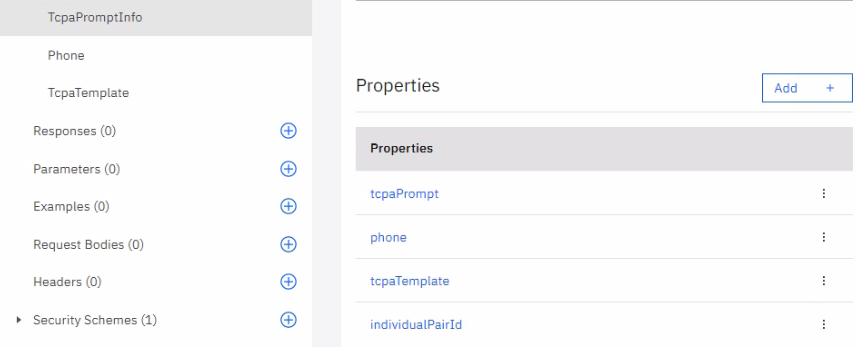 TcpaPromptInfo
Phone
TcpaTemplate
Responses (0)
Parameters (0)
Examples (0)
Request Bodies (0)
Headers (0)
Security Schemes (1)
Properties
Add +
Properties
tcpaPrompt
phone
tcpaTemplate
individualPairId